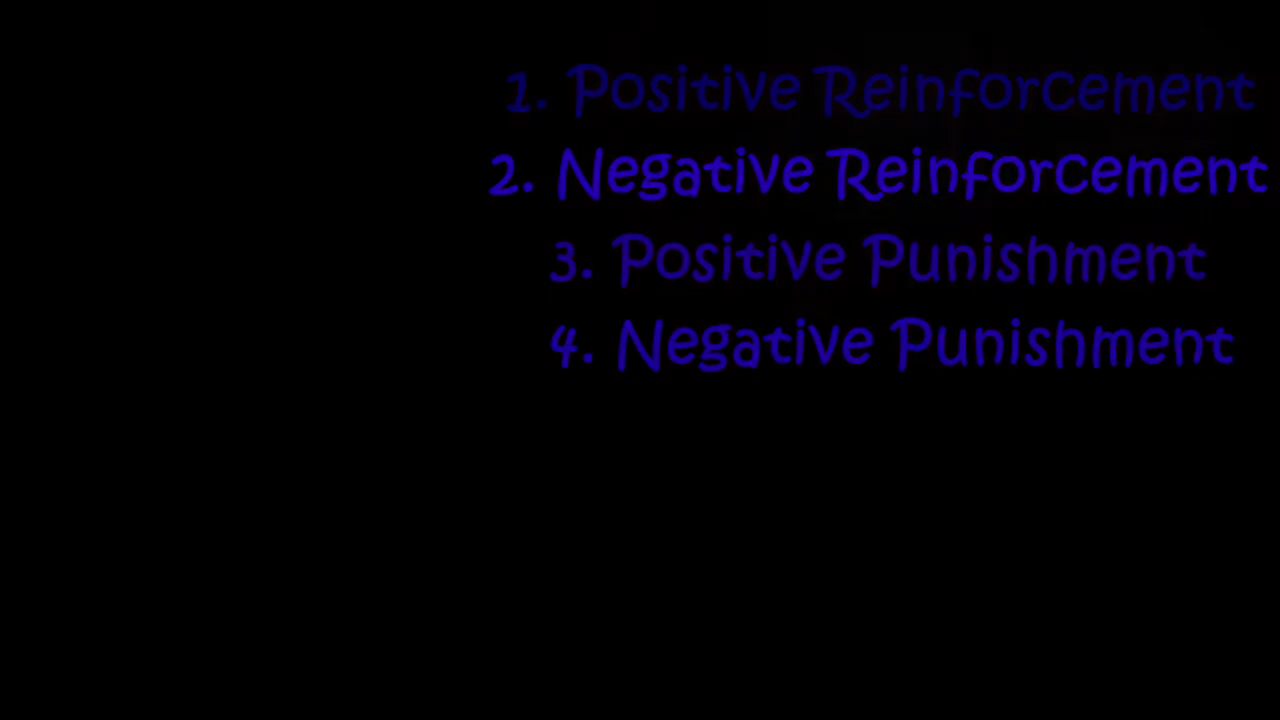 1. Positive Reinforcement
2. Negative Reinforcement
3. Positive Punishment
4. Negative Punishment